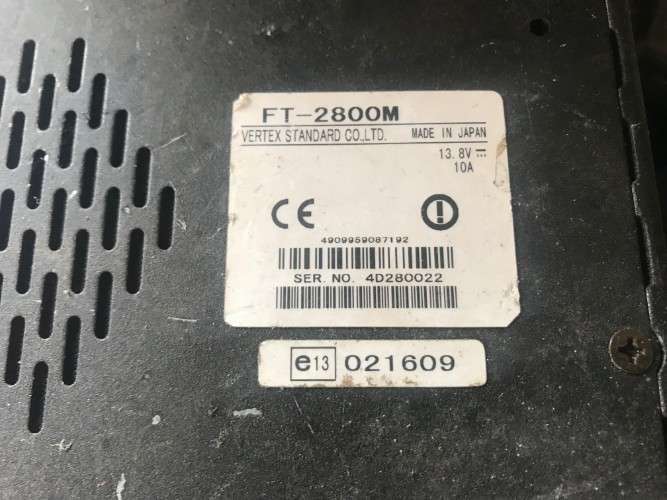 FT-2800M
VERTEX STANDARD CO.,LTD. MADE IN JAPAN
13.8V⎓
10A
CE
4909959087192
SER. NO. 4D280022
e13 021609